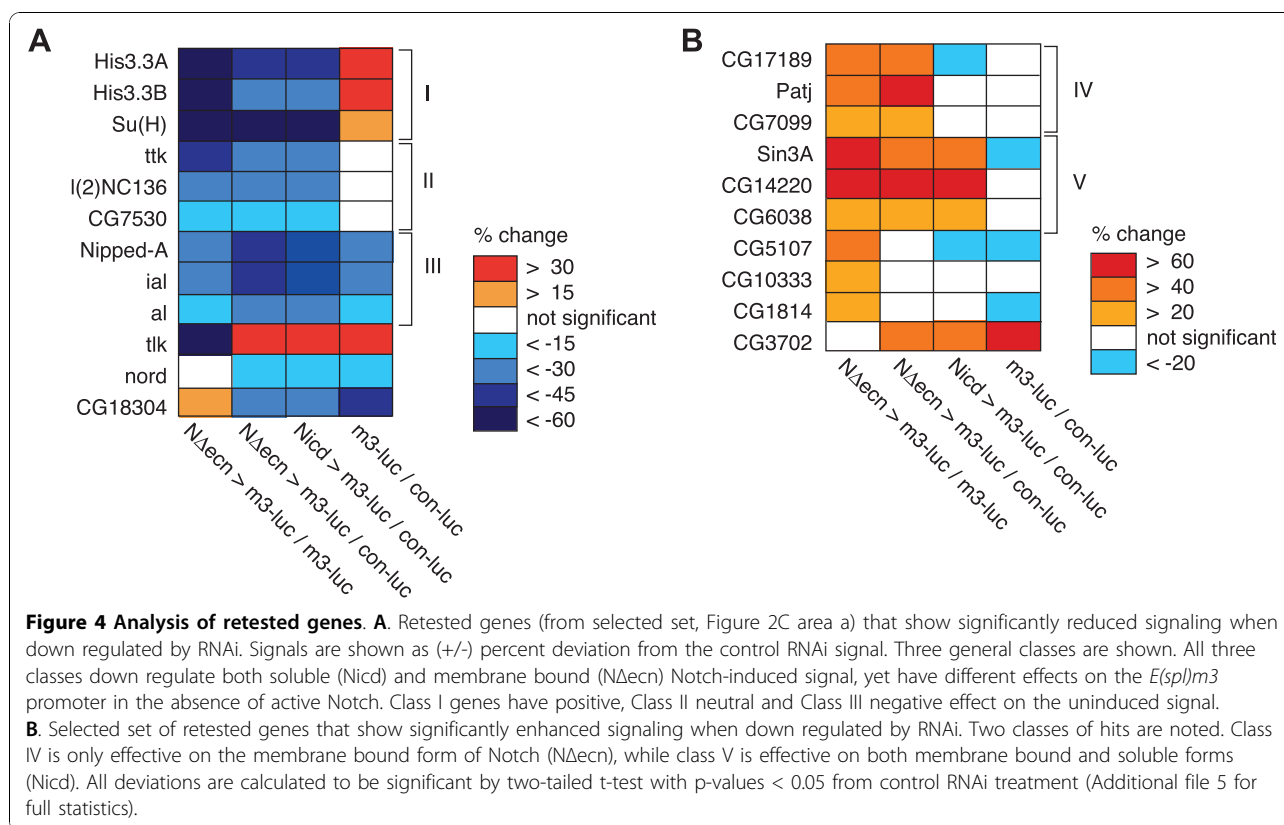 A
His3.3A
His3.3B
Su(H)
ttk
l(2)NC136
CG7530
Nipped-A
ial
al
tlk
nord
CG18304
I
II
III
% change
> 30
> 15
not significant
< -15
< -30
< -45
< -60
NΔecn > m3-luc / m3-luc
NΔecn > m3-luc / con-luc
Nicd > m3-luc / con-luc
m3-luc / con-luc
B
CG17189
Patj
CG7099
Sin3A
CG14220
CG6038
CG5107
CG10333
CG1814
CG3702
IV
V
% change
> 60
> 40
> 20
not significant
< -20
NΔecn > m3-luc / m3-luc
NΔecn > m3-luc / con-luc
Nicd > m3-luc / con-luc
m3-luc / con-luc
Figure 4 Analysis of retested genes. A. Retested genes (from selected set, Figure 2C area a) that show significantly reduced signaling when
down regulated by RNAi. Signals are shown as (+/-) percent deviation from the control RNAi signal. Three general classes are shown. All three
classes down regulate both soluble (Nicd) and membrane bound (NΔecn) Notch-induced signal, yet have different effects on the E(spl)m3
promoter in the absence of active Notch. Class I genes have positive, Class II neutral and Class III negative effect on the uninduced signal.
B. Selected set of retested genes that show significantly enhanced signaling when down regulated by RNAi. Two classes of hits are noted. Class
IV is only effective on the membrane bound form of Notch (NΔecn), while class V is effective on both membrane bound and soluble forms
(Nicd). All deviations are calculated to be significant by two-tailed t-test with p-values < 0.05 from control RNAi treatment (Additional file 5 for
full statistics).